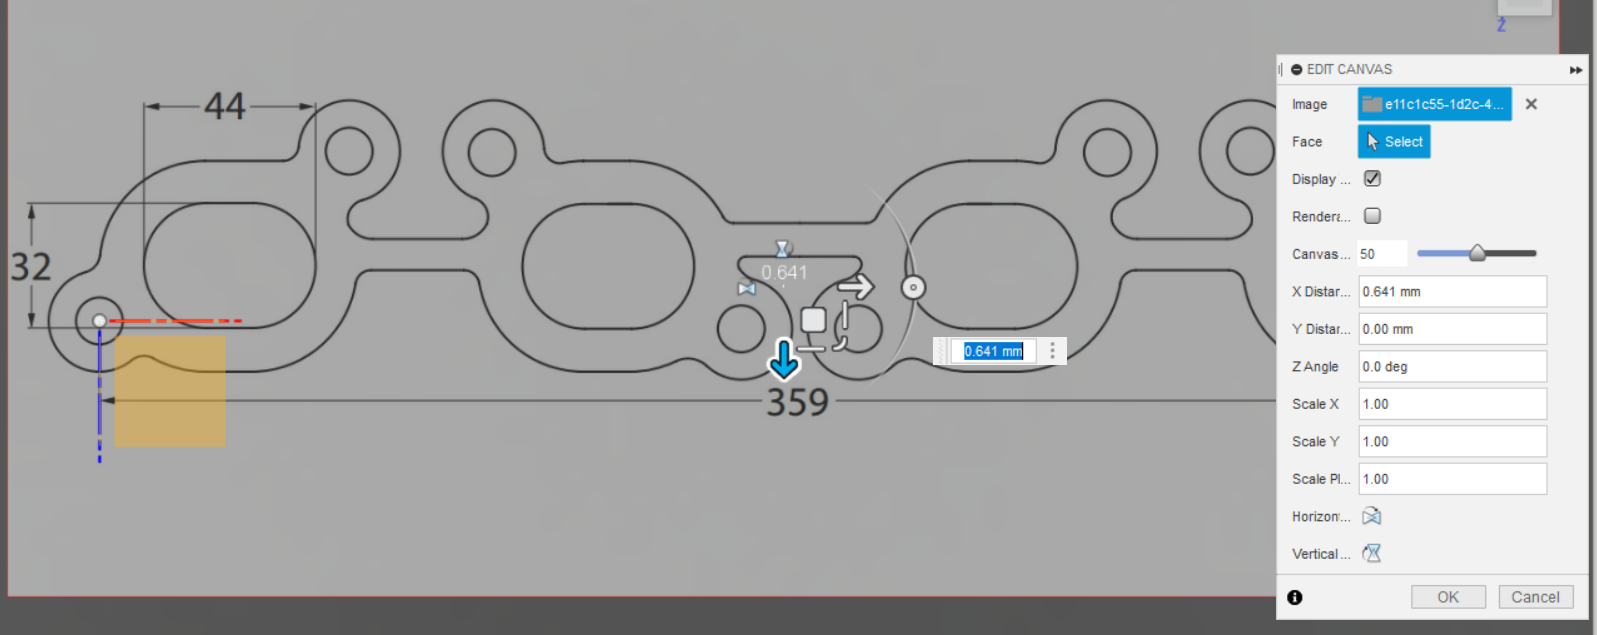 Z
EDIT CANVAS
Image e11c1c55-1d2c-4...
Face Select
Display ...
Rendera...
Canvas... 50
X Distar... 0.641 mm
Y Distar... 0.00 mm
Z Angle 0.0 deg
Scale X 1.00
Scale Y 1.00
Scale Pl... 1.00
Horizon...
Vertical ...
OK Cancel
44
32
0.641
0.641 mm
359